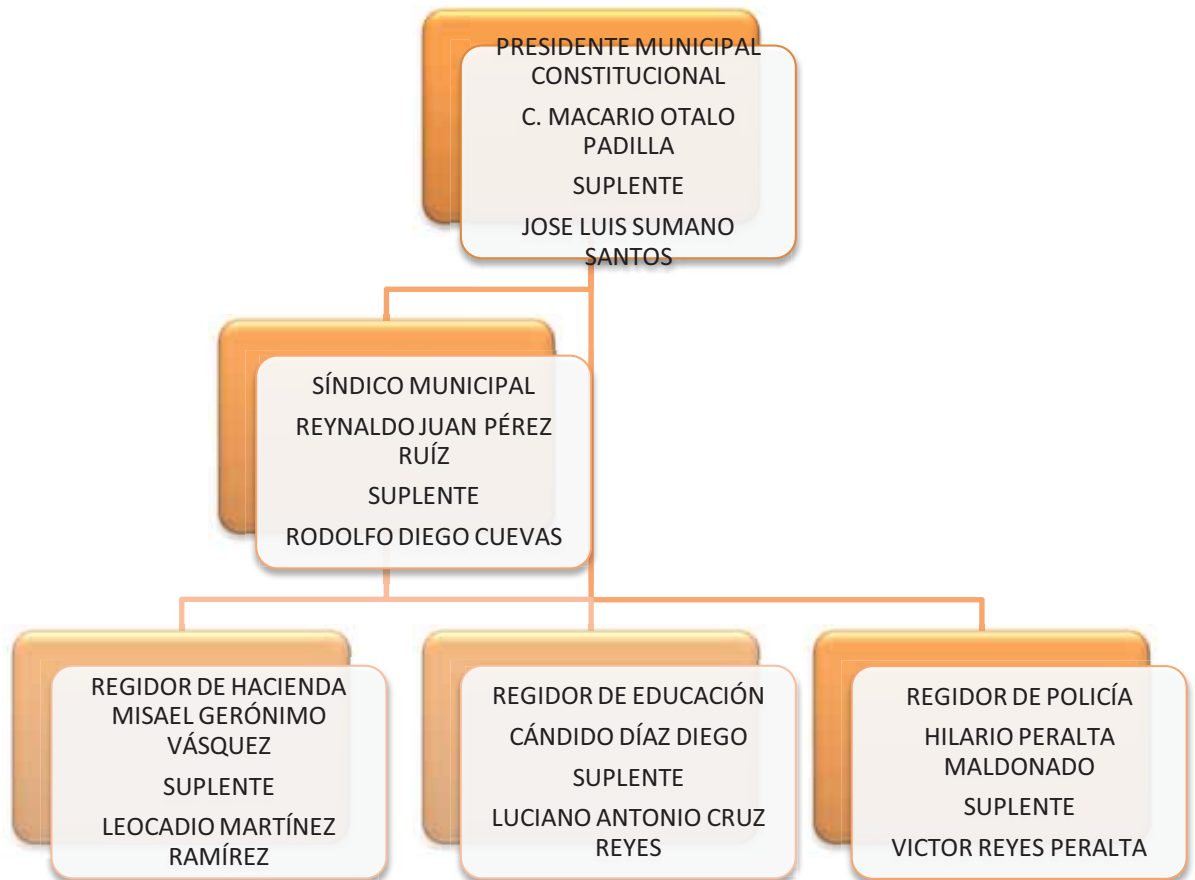 PRESIDENTE MUNICIPAL
CONSTITUCIONAL
C. MACARIO OTALO
PADILLA
SUPLENTE
JOSE LUIS SUMANO
SANTOS
SÍNDICO MUNICIPAL
REYNALDO JUAN PÉREZ
RUÍZ
SUPLENTE
RODOLFO DIEGO CUEVAS
REGIDOR DE HACIENDA
MISAEL GERÓNIMO
VÁSQUEZ
SUPLENTE
LEOCADIO MARTÍNEZ
RAMÍREZ
REGIDOR DE EDUCACIÓN
CÁNDIDO DÍAZ DIEGO
SUPLENTE
LUCIANO ANTONIO CRUZ
REYES
REGIDOR DE POLICÍA
HILARIO PERALTA
MALDONADO
SUPLENTE
VICTOR REYES PERALTA